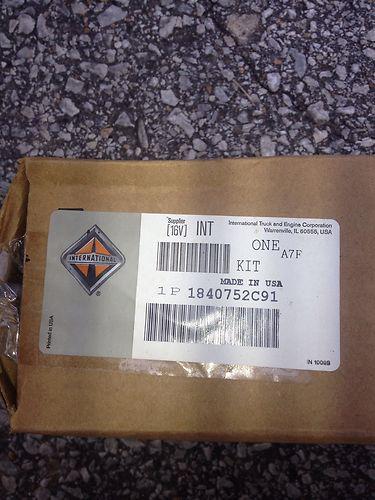 Supplier
[16V] INT
International Truck and Engine Corporation
Warrenville, IL 60555, USA
ONE A7F
KIT
INTERNATIONAL
®
MADE IN USA
1P 1840752C91
Printed in USA
IN 1008B